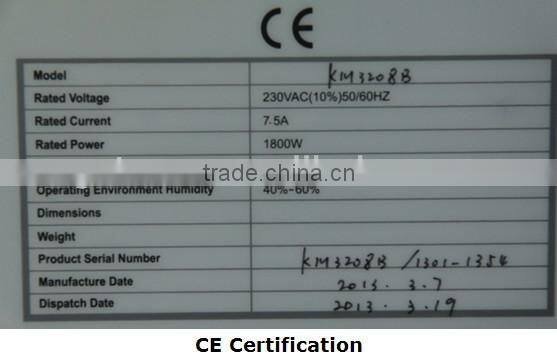 CE
Model KM3208B
Rated Voltage 230VAC(10%)50/60HZ
Rated Current 7.5A
Rated Power 1800W
trade.china.cn
Operating Environment Humidity 40%-60%
Dimensions
Weight
Product Serial Number KM3208B /1301-1354
Manufacture Date 2013. 3.7
Dispatch Date 2013. 3.19
CE Certification